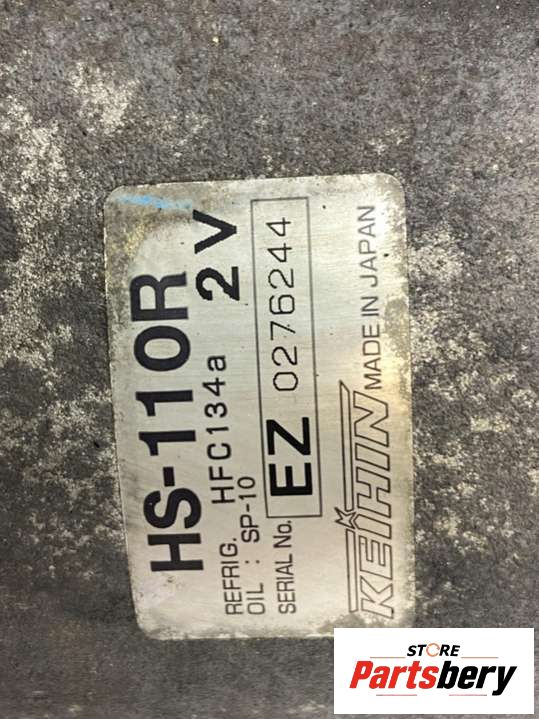 HS-110R
REFRIG. HFC134a 2V
OIL : SP-10
SERIAL No. EZ 0276244
KEIHIN MADE IN JAPAN
STORE
Partsbery